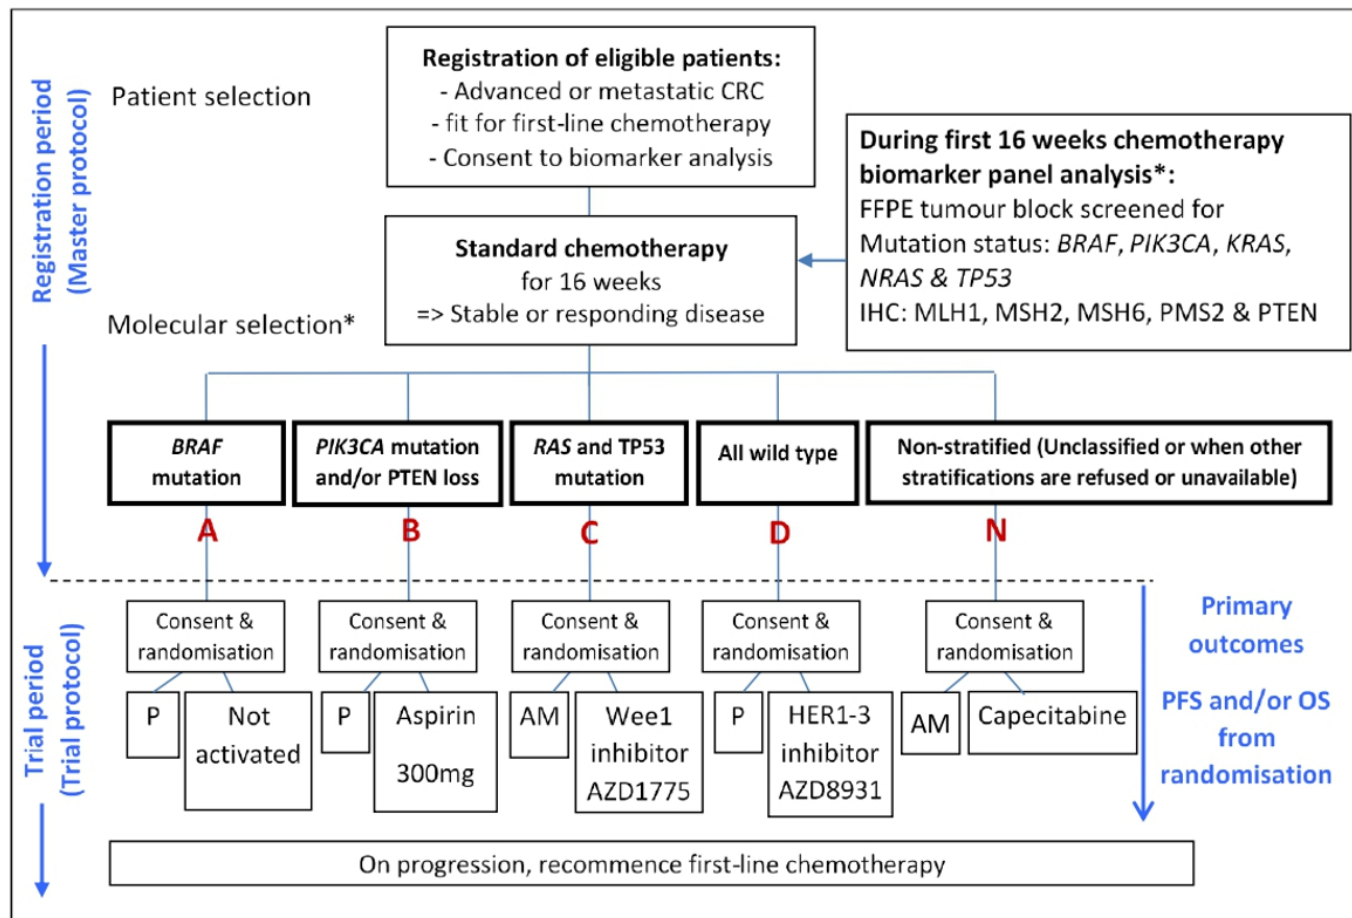 Registration period
(Master protocol)
Patient selection
Registration of eligible patients:
- Advanced or metastatic CRC
- fit for first-line chemotherapy
- Consent to biomarker analysis
During first 16 weeks chemotherapy
biomarker panel analysis*:
FFPE tumour block screened for
Mutation status: BRAF, PIK3CA, KRAS,
NRAS & TP53
IHC: MLH1, MSH2, MSH6, PMS2 & PTEN
Standard chemotherapy
for 16 weeks
=> Stable or responding disease
Molecular selection*
BRAF
mutation
PIK3CA mutation
and/or PTEN loss
RAS and TP53
mutation
All wild type
Non-stratified (Unclassified or when other
stratifications are refused or unavailable)
A
B
C
D
N
Trial period
(Trial protocol)
Consent &
randomisation
Consent &
randomisation
Consent &
randomisation
Consent &
randomisation
Consent &
randomisation
P
Not
activated
P
Aspirin
300mg
AM
Wee1
inhibitor
AZD1775
P
HER1-3
inhibitor
AZD8931
AM
Capecitabine
Primary
outcomes
PFS and/or OS
from
randomisation
On progression, recommence first-line chemotherapy